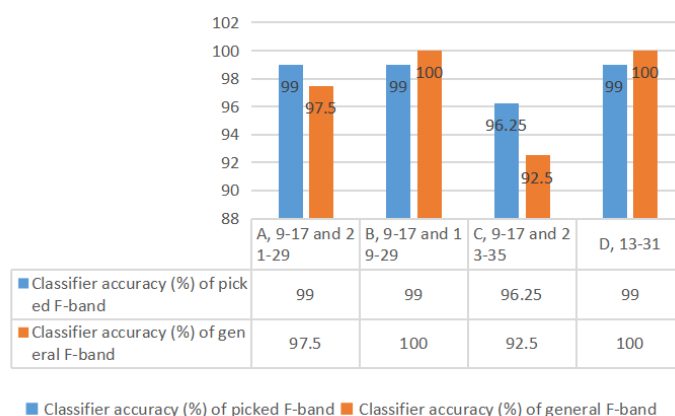 102
100
98
96
94
92
90
88
99
97.5
99
100
96.25
92.5
99
100
A, 9-17 and 2
1-29
B, 9-17 and 1
9-29
C, 9-17 and 2
3-35
D, 13-31
Classifier accuracy (%) of pick
ed F-band
99
99
96.25
99
Classifier accuracy (%) of gen
eral F-band
97.5
100
92.5
100
Classifier accuracy (%) of picked F-band
Classifier accuracy (%) of general F-band